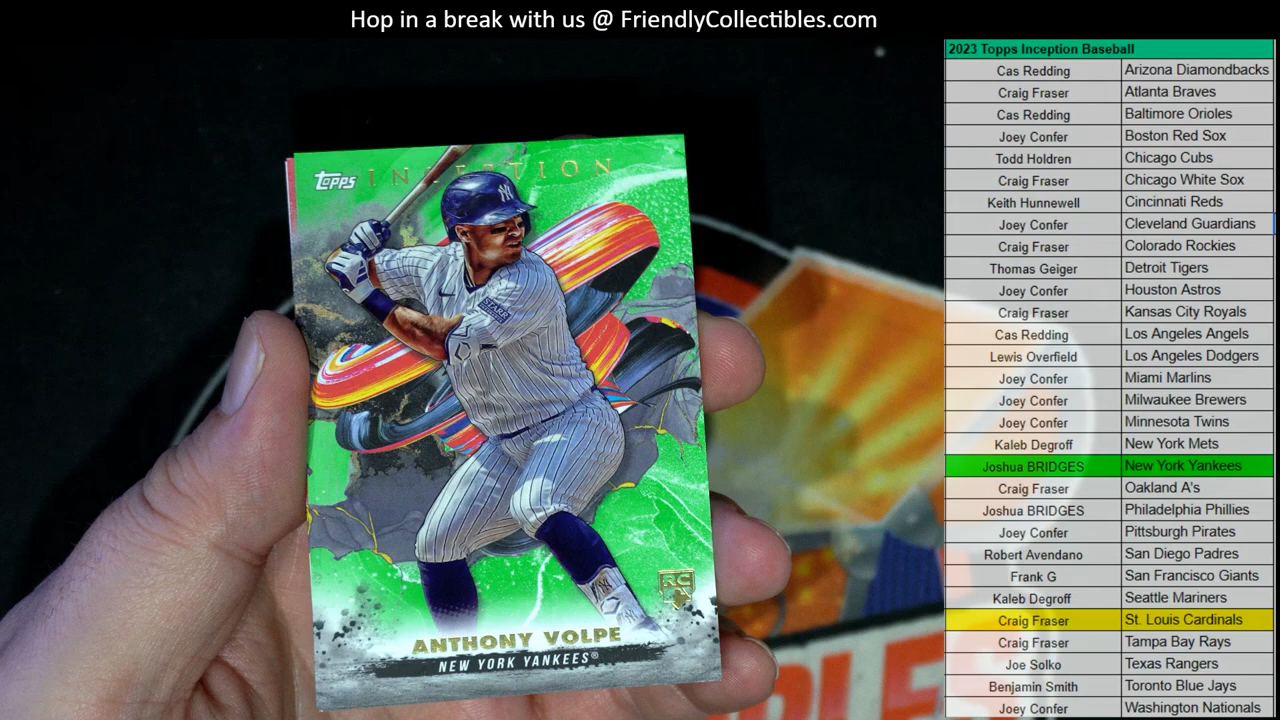 Hop in a break with us @ FriendlyCollectibles.com
2023 Topps Inception Baseball
Cas Redding Arizona Diamondbacks
Craig Fraser Atlanta Braves
Cas Redding Baltimore Orioles
Joey Confer Boston Red Sox
Todd Holdren Chicago Cubs
Craig Fraser Chicago White Sox
Keith Hunnewell Cincinnati Reds
Joey Confer Cleveland Guardians
Craig Fraser Colorado Rockies
Thomas Geiger Detroit Tigers
Joey Confer Houston Astros
Craig Fraser Kansas City Royals
Cas Redding Los Angeles Angels
Lewis Overfield Los Angeles Dodgers
Joey Confer Miami Marlins
Joey Confer Milwaukee Brewers
Joey Confer Minnesota Twins
Kaleb Degroff New York Mets
Joshua BRIDGES New York Yankees
Craig Fraser Oakland A's
Joshua BRIDGES Philadelphia Phillies
Joey Confer Pittsburgh Pirates
Robert Avendano San Diego Padres
Frank G San Francisco Giants
Kaleb Degroff Seattle Mariners
Craig Fraser St. Louis Cardinals
Craig Fraser Tampa Bay Rays
Joe Solko Texas Rangers
Benjamin Smith Toronto Blue Jays
Joey Confer Washington Nationals
Topps INCEPTION
NY
STARR
RC
ANTHONY VOLPE
NEW YORK YANKEES®